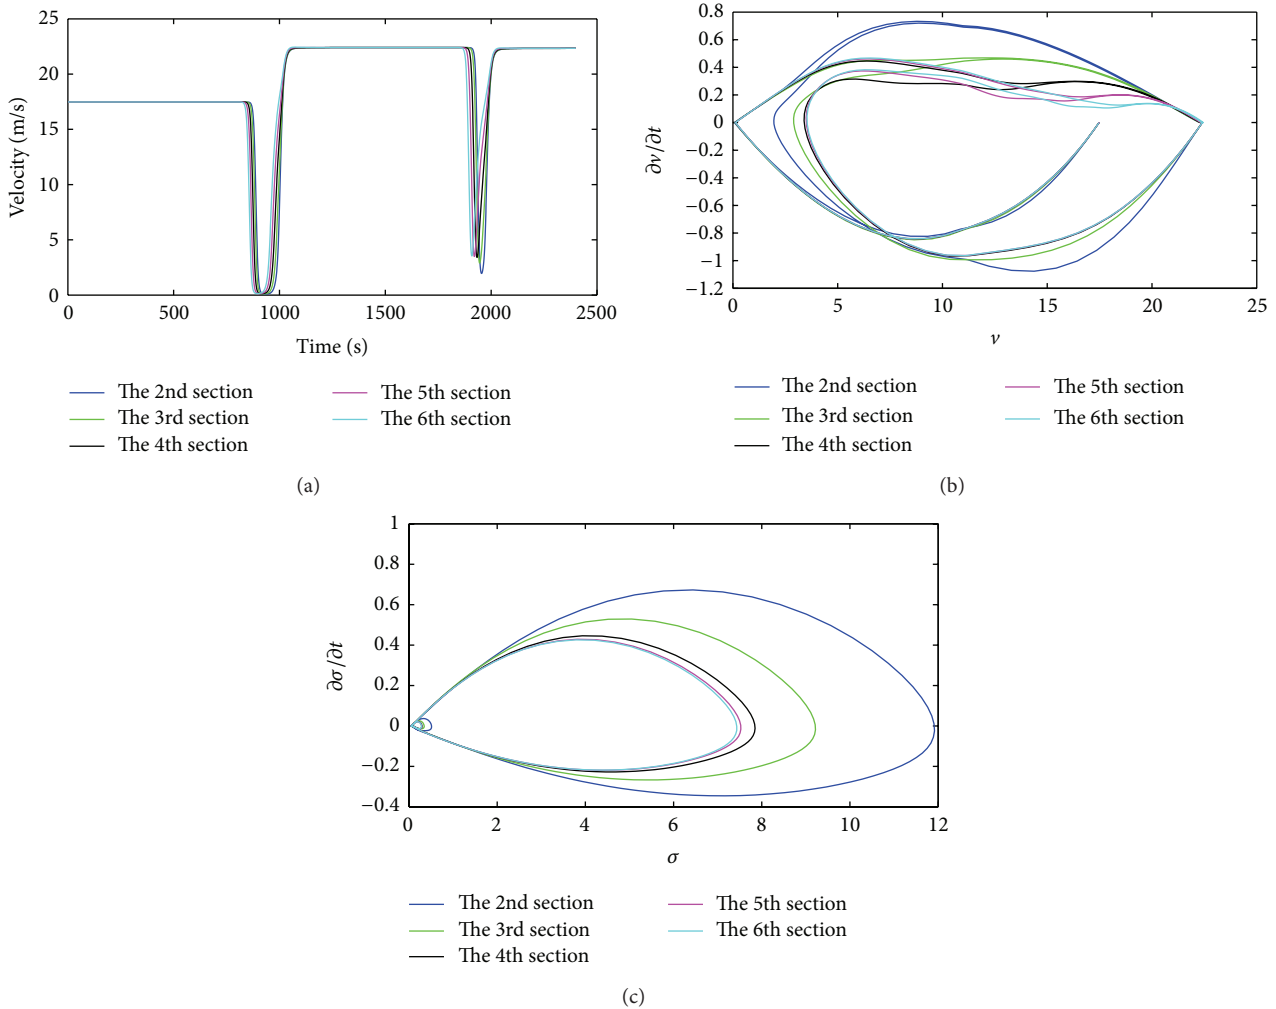 25
20
15
10
5
0
Velocity (m/s)
0 500 1000 1500 2000 2500
Time (s)
The 2nd section
The 3rd section
The 4th section
The 5th section
The 6th section
(a)
0.8
0.6
0.4
0.2
0
−0.2
−0.4
−0.6
−0.8
−1
−1.2
∂v/∂t
0 5 10 15 20 25
v
The 2nd section
The 3rd section
The 4th section
The 5th section
The 6th section
(b)
1
0.8
0.6
0.4
0.2
0
−0.2
−0.4
∂σ/∂t
0 2 4 6 8 10 12
σ
The 2nd section
The 3rd section
The 4th section
The 5th section
The 6th section
(c)